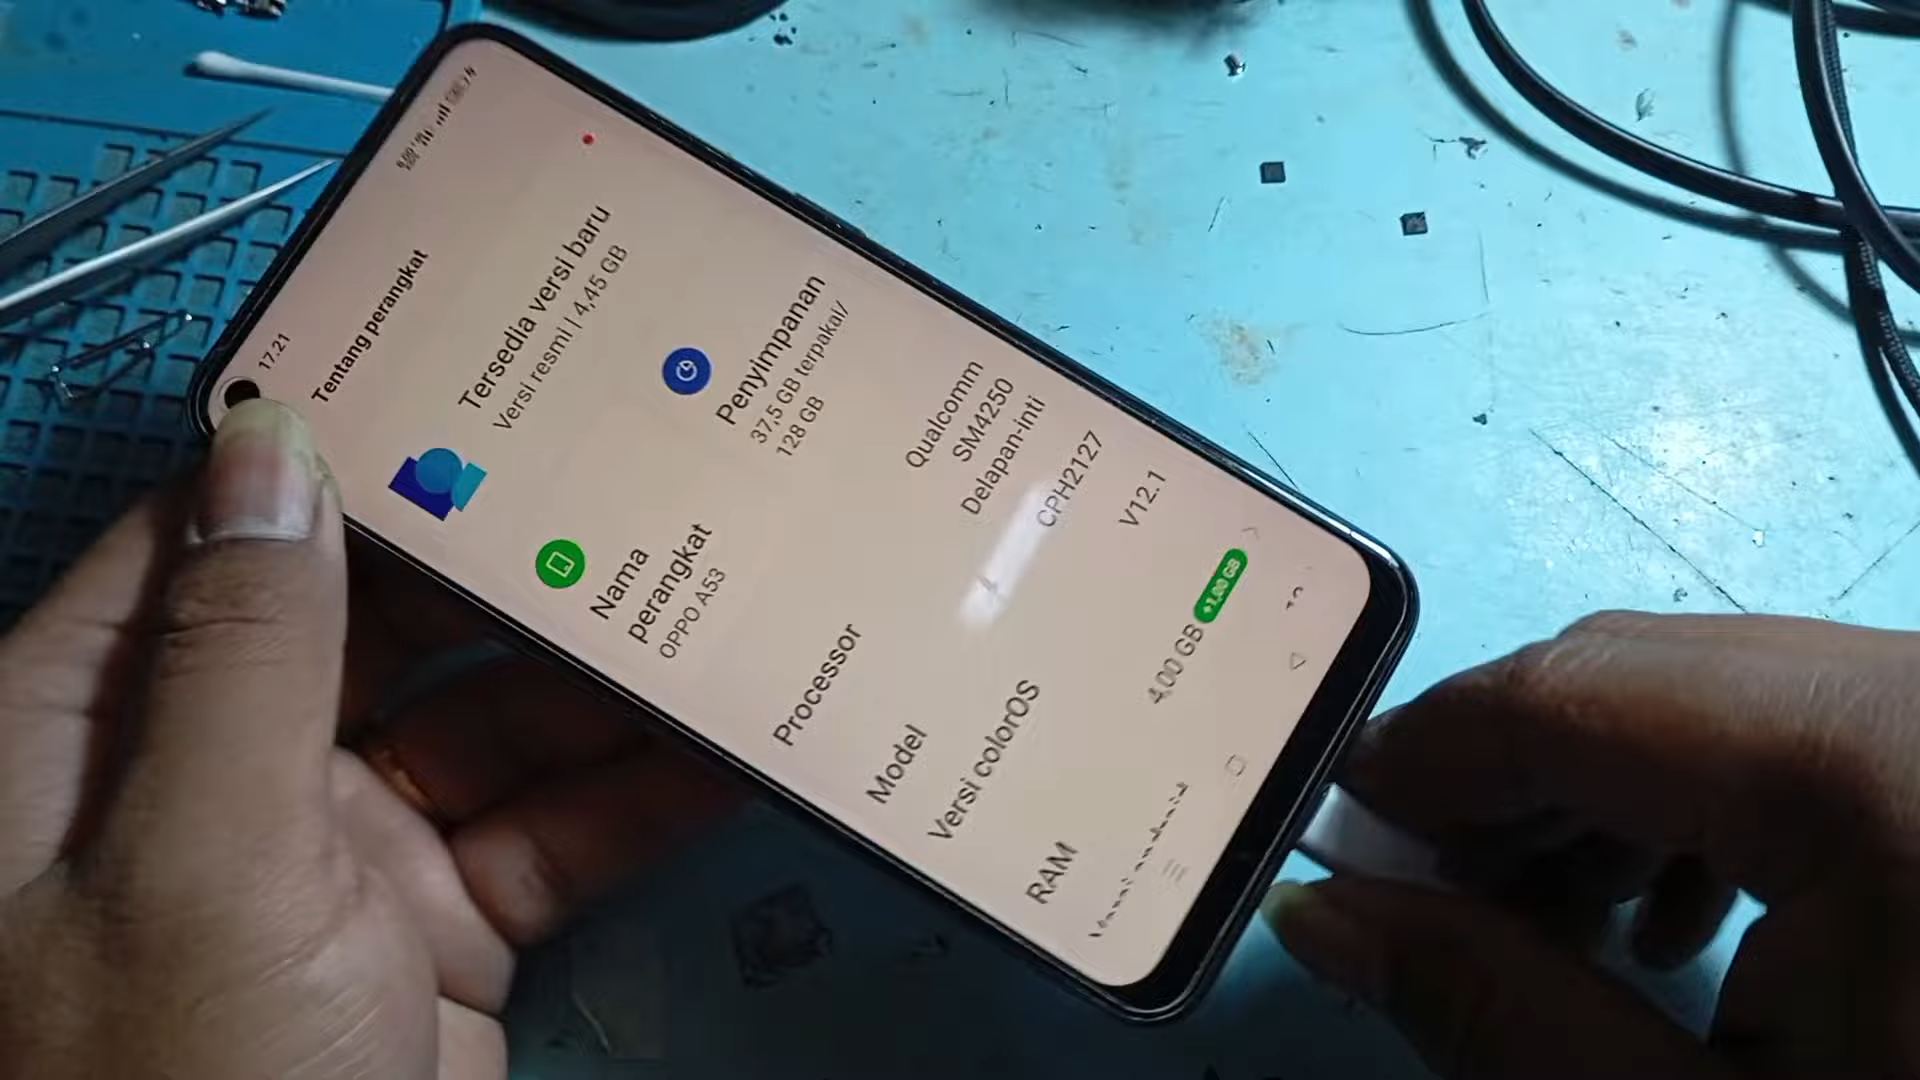 17.21
Tentang perangkat
Tersedia versi baru
Versi resmi | 4,45 GB
Nama
perangkat
OPPO A53
Penyimpanan
37,5 GB terpakai/
128 GB
Processor
Qualcomm
SM4250
Delapan-inti
Model
CPH2127
Versi colorOS
V12.1
RAM
4,00 GB +1,00 GB